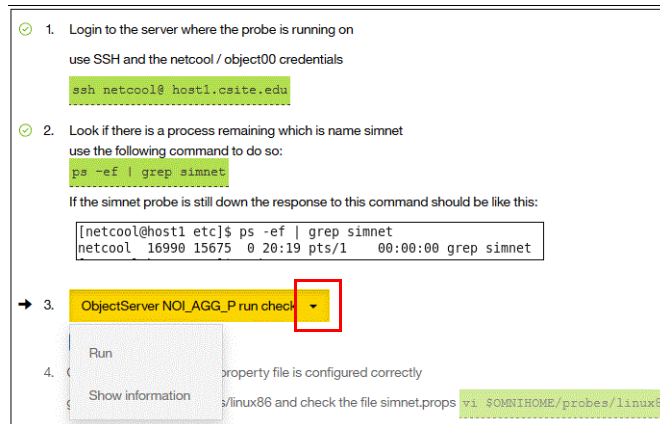 1. Login to the server where the probe is running on
use SSH and the netcool / object00 credentials
ssh netcool@ host1.csite.edu
2. Look if there is a process remaining which is name simnet
use the following command to do so:
ps -ef | grep simnet
If the simnet probe is still down the response to this command should be like this:
[netcool@host1 etc]$ ps -ef | grep simnet
netcool 16990 15675 0 20:19 pts/1 00:00:00 grep simnet
3. ObjectServer NOI_AGG_P run check
Run
4. property file is configured correctly
Show information
s/linux86 and check the file simnet.props vi $OMNIHOME/probes/linux8